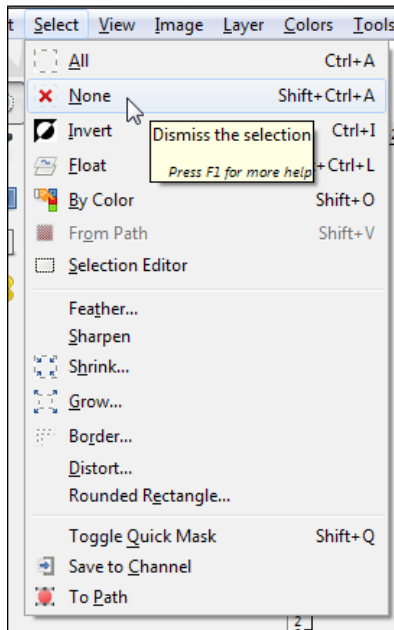 t Select View Image Layer Colors Tools
All Ctrl+A
None Shift+Ctrl+A
Invert Ctrl+I
Dismiss the selection
Float +Ctrl+L
Press F1 for more help
By Color Shift+O
From Path Shift+V
Selection Editor
Feather...
Sharpen
Shrink...
Grow...
Border...
Distort...
Rounded Rectangle...
Toggle Quick Mask Shift+Q
Save to Channel
To Path
2